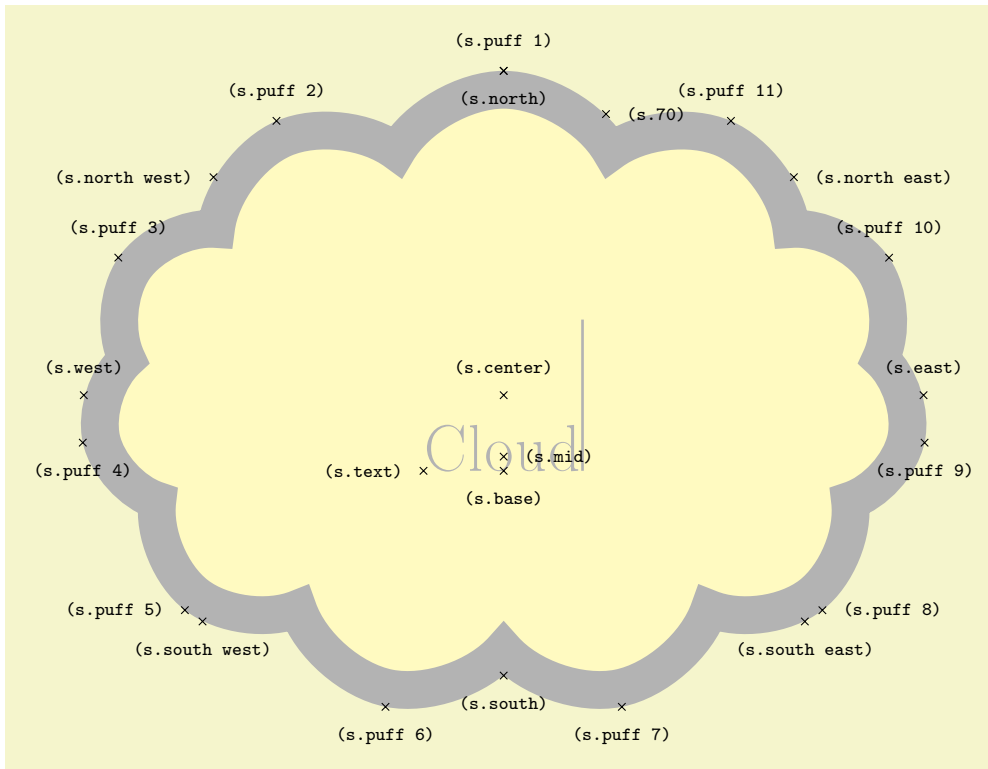 (s.puff 1)
(s.puff 2)
(s.puff 11)
(s.north)
(s.70)
(s.north west)
(s.north east)
(s.puff 3)
(s.puff 10)
(s.west)
(s.center)
(s.east)
Cloud
(s.mid)
(s.puff 4)
(s.text)
(s.puff 9)
(s.base)
(s.puff 5)
(s.puff 8)
(s.south west)
(s.south east)
(s.south)
(s.puff 6)
(s.puff 7)